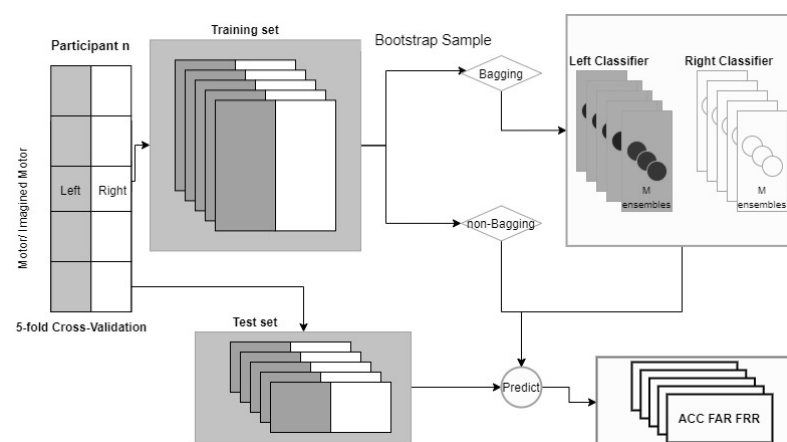 Training set
Participant n
Bootstrap Sample
Left Classifier
Right Classifier
Bagging
Motor/ Imagined Motor
Left
Right
M
ensembles
M
ensembles
non-Bagging
5-fold Cross-Validation
Test set
Predict
ACC FAR FRR